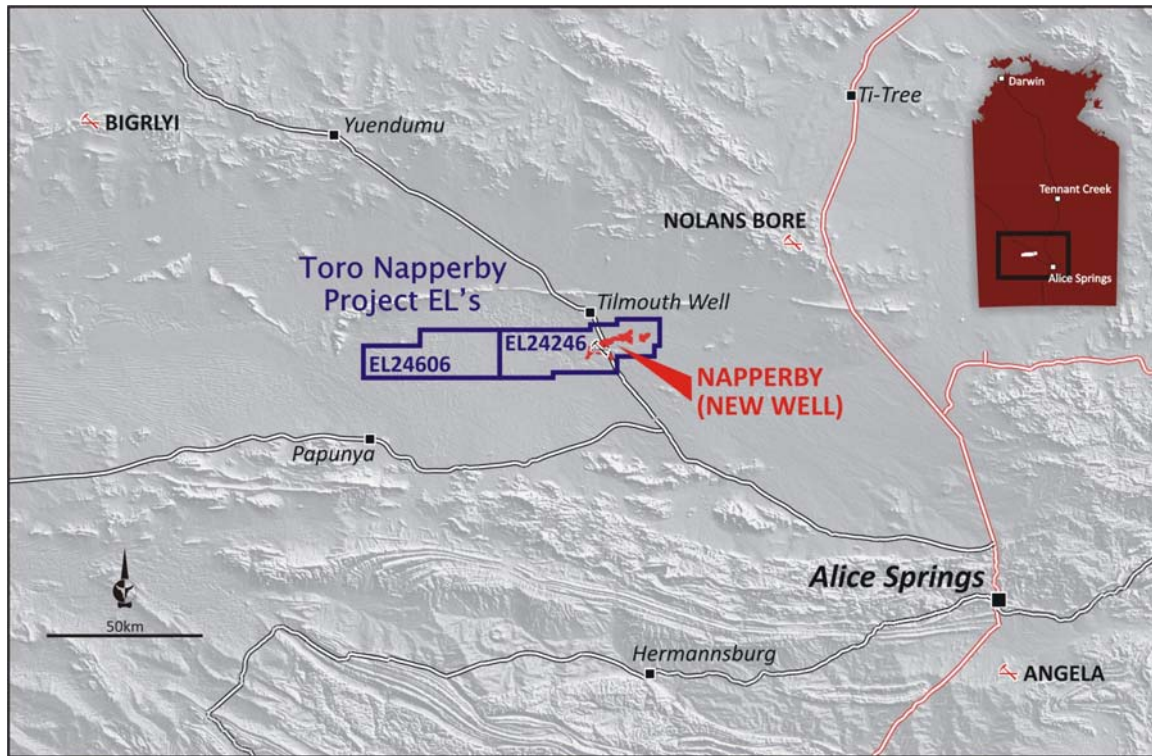 Darwin
Ti-Tree
BIGRLYI
Yuendumu
Tennant Creek
NOLANS BORE
Toro Napperby
Project EL's
Alice Springs
Tilmouth Well
EL24246
EL24606
NAPPERBY
(NEW WELL)
Papunya
Alice Springs
50km
Hermannsburg
ANGELA